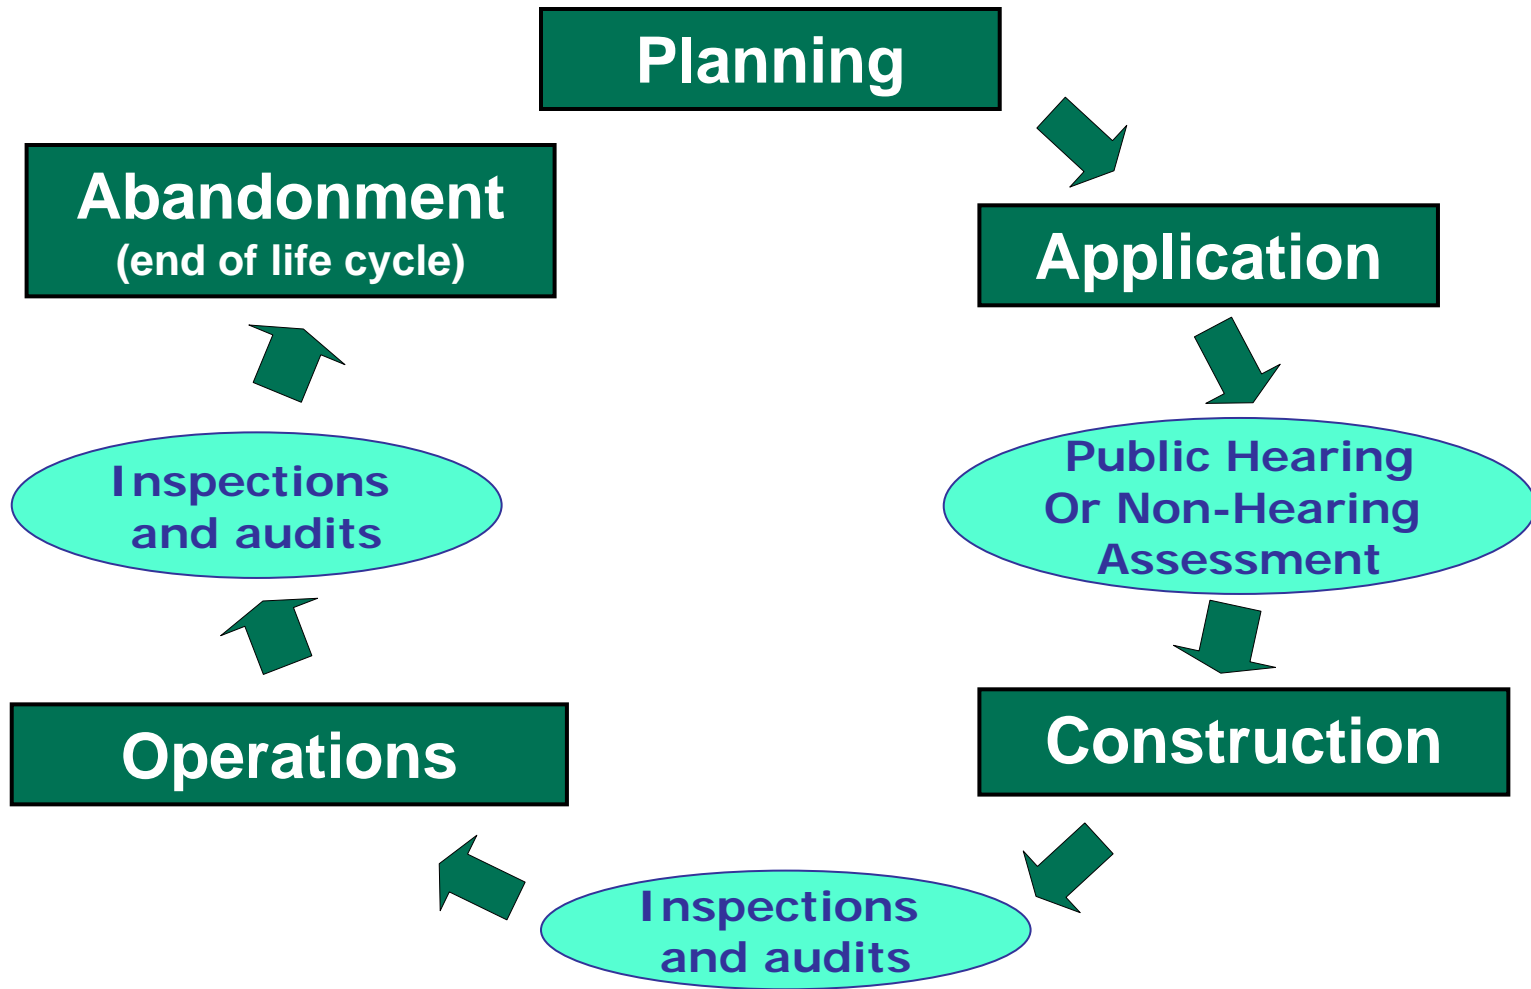 Planning
Application
Public Hearing
Or Non-Hearing
Assessment
Construction
Inspections
and audits
Operations
Inspections
and audits
Abandonment
(end of life cycle)